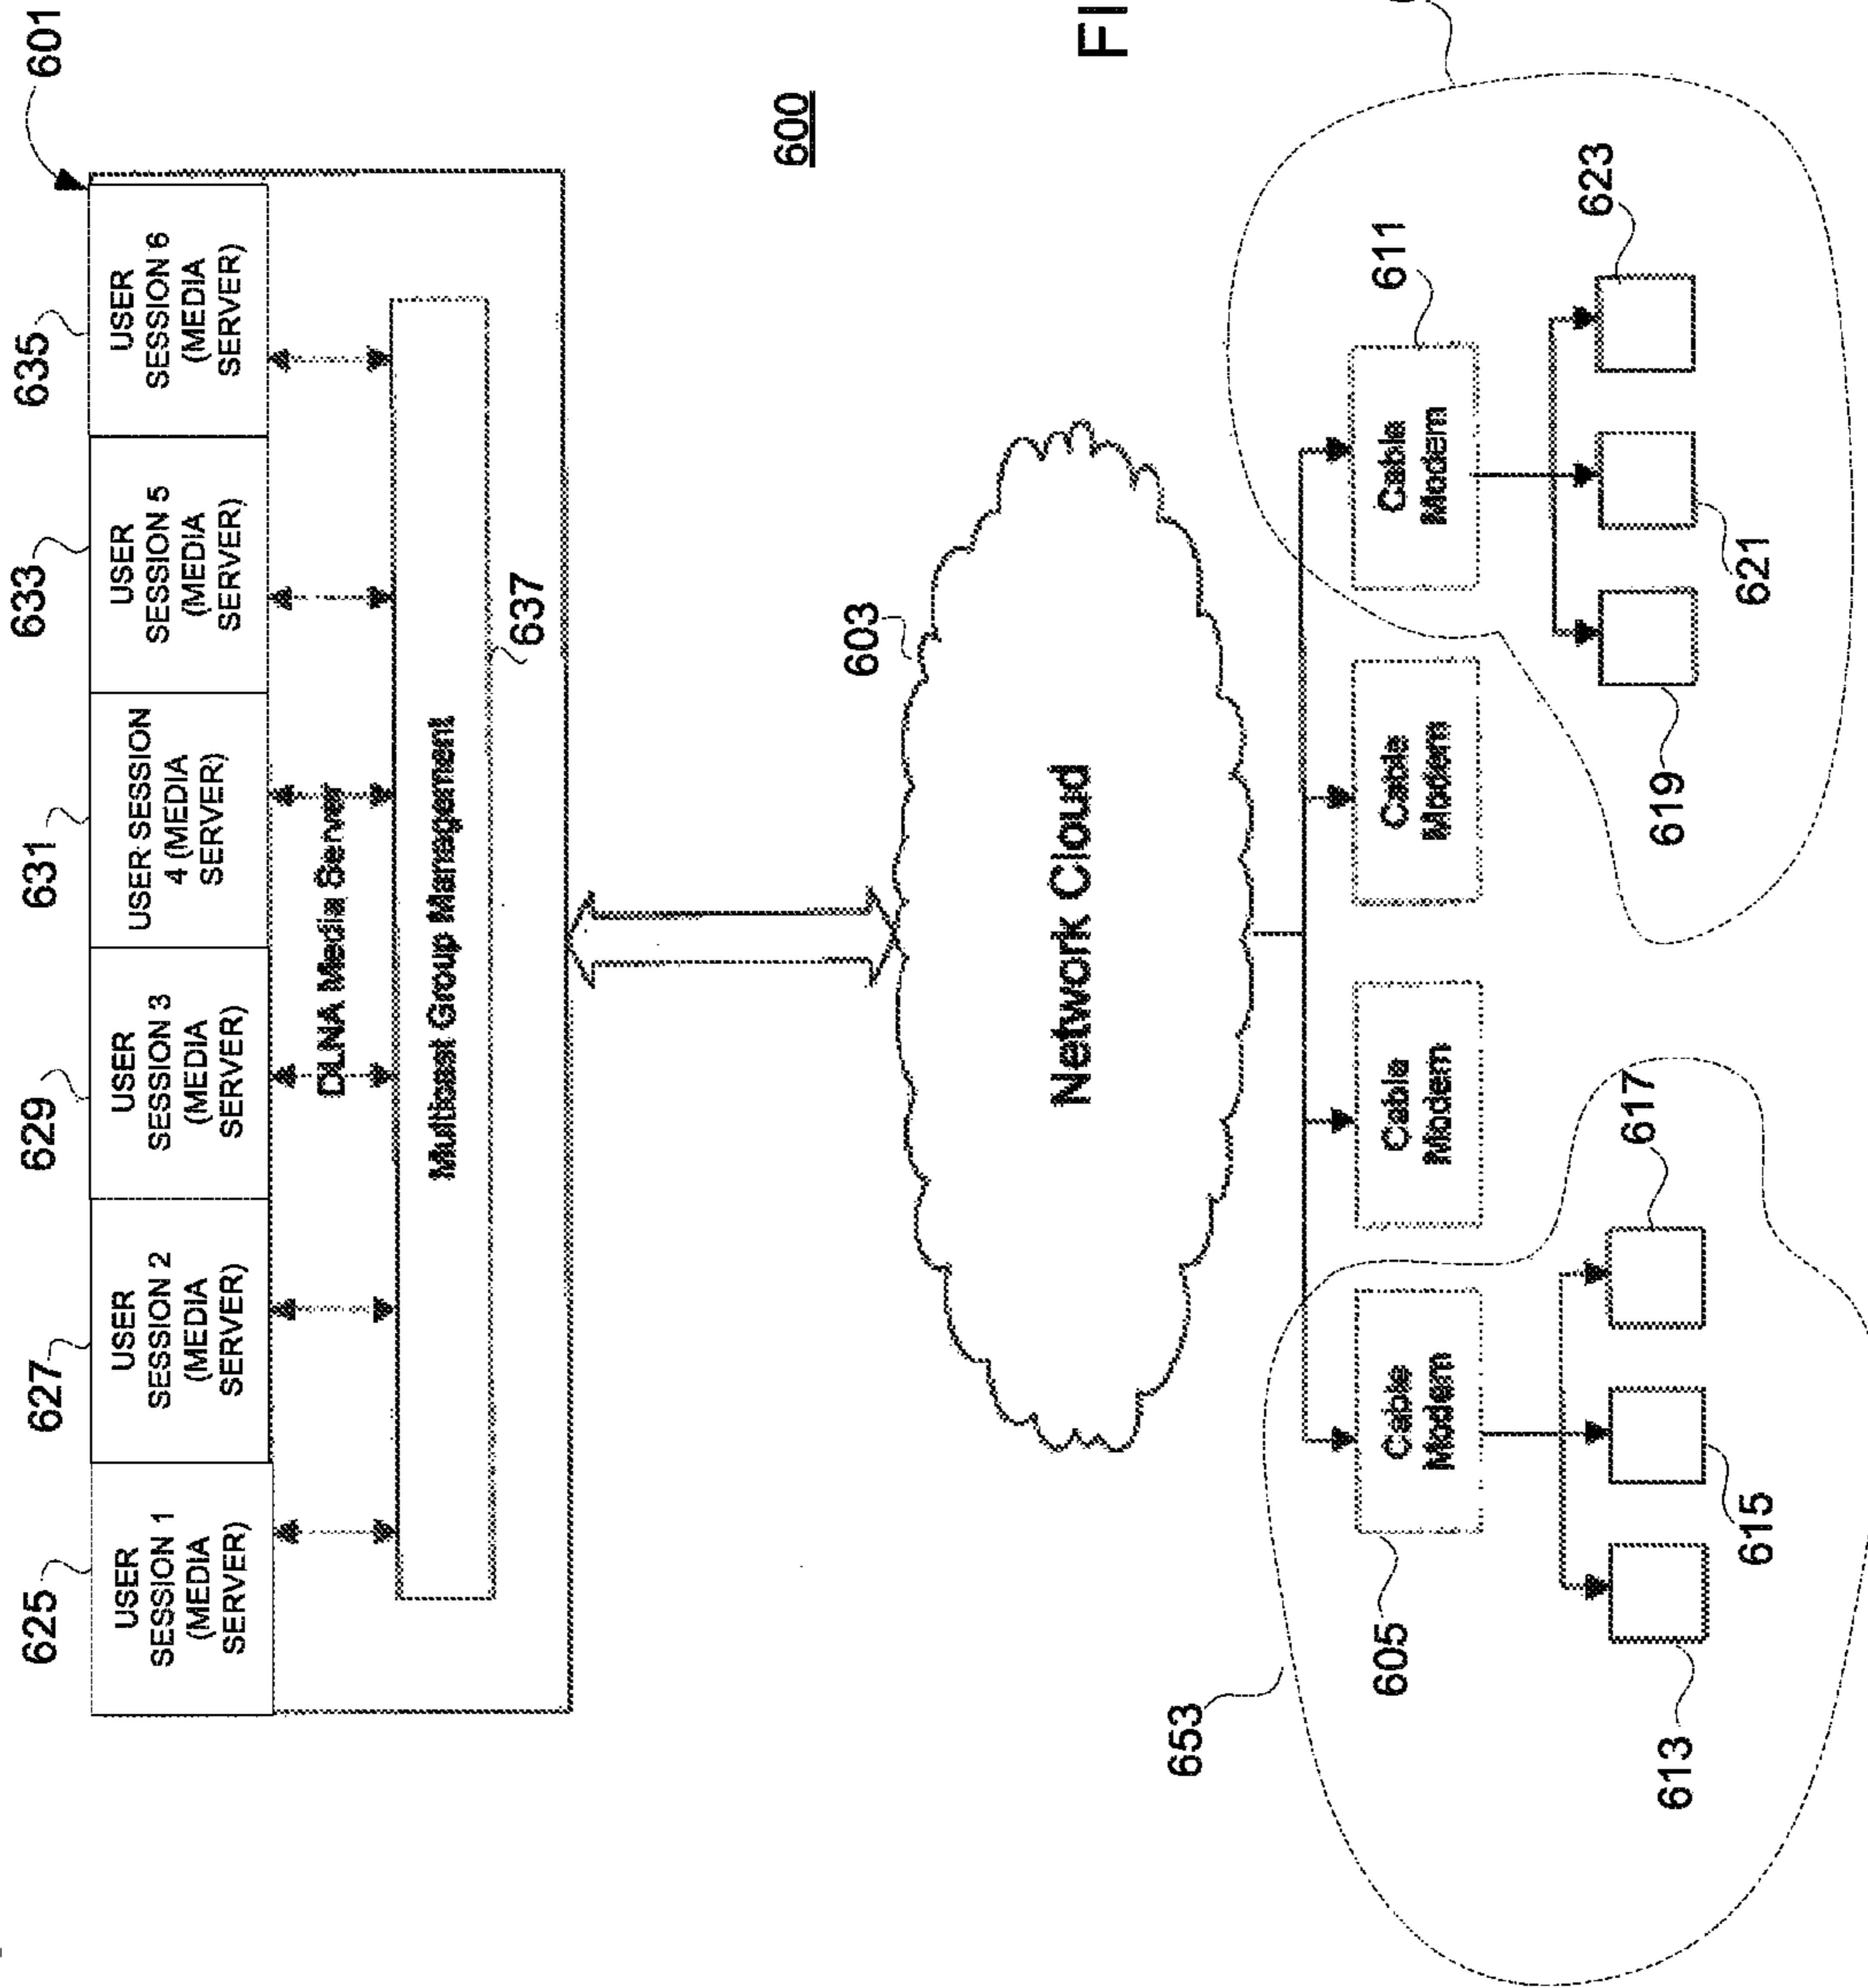 601
625
627
629
631
633
635
USER
SESSION 1
(MEDIA
SERVER)
USER
SESSION 2
(MEDIA
SERVER)
USER
SESSION 3
(MEDIA
SERVER)
USER SESSION
4 (MEDIA
SERVER)
USER
SESSION 5
(MEDIA
SERVER)
USER
SESSION 6
(MEDIA
SERVER)
DLNA Media Server
Multicast Group Management
637
600
603
Network Cloud
FI
653
605
Cable
Modem
Cable
Modem
Cable
Modem
Cable
Modem
611
613
615
617
619
621
623